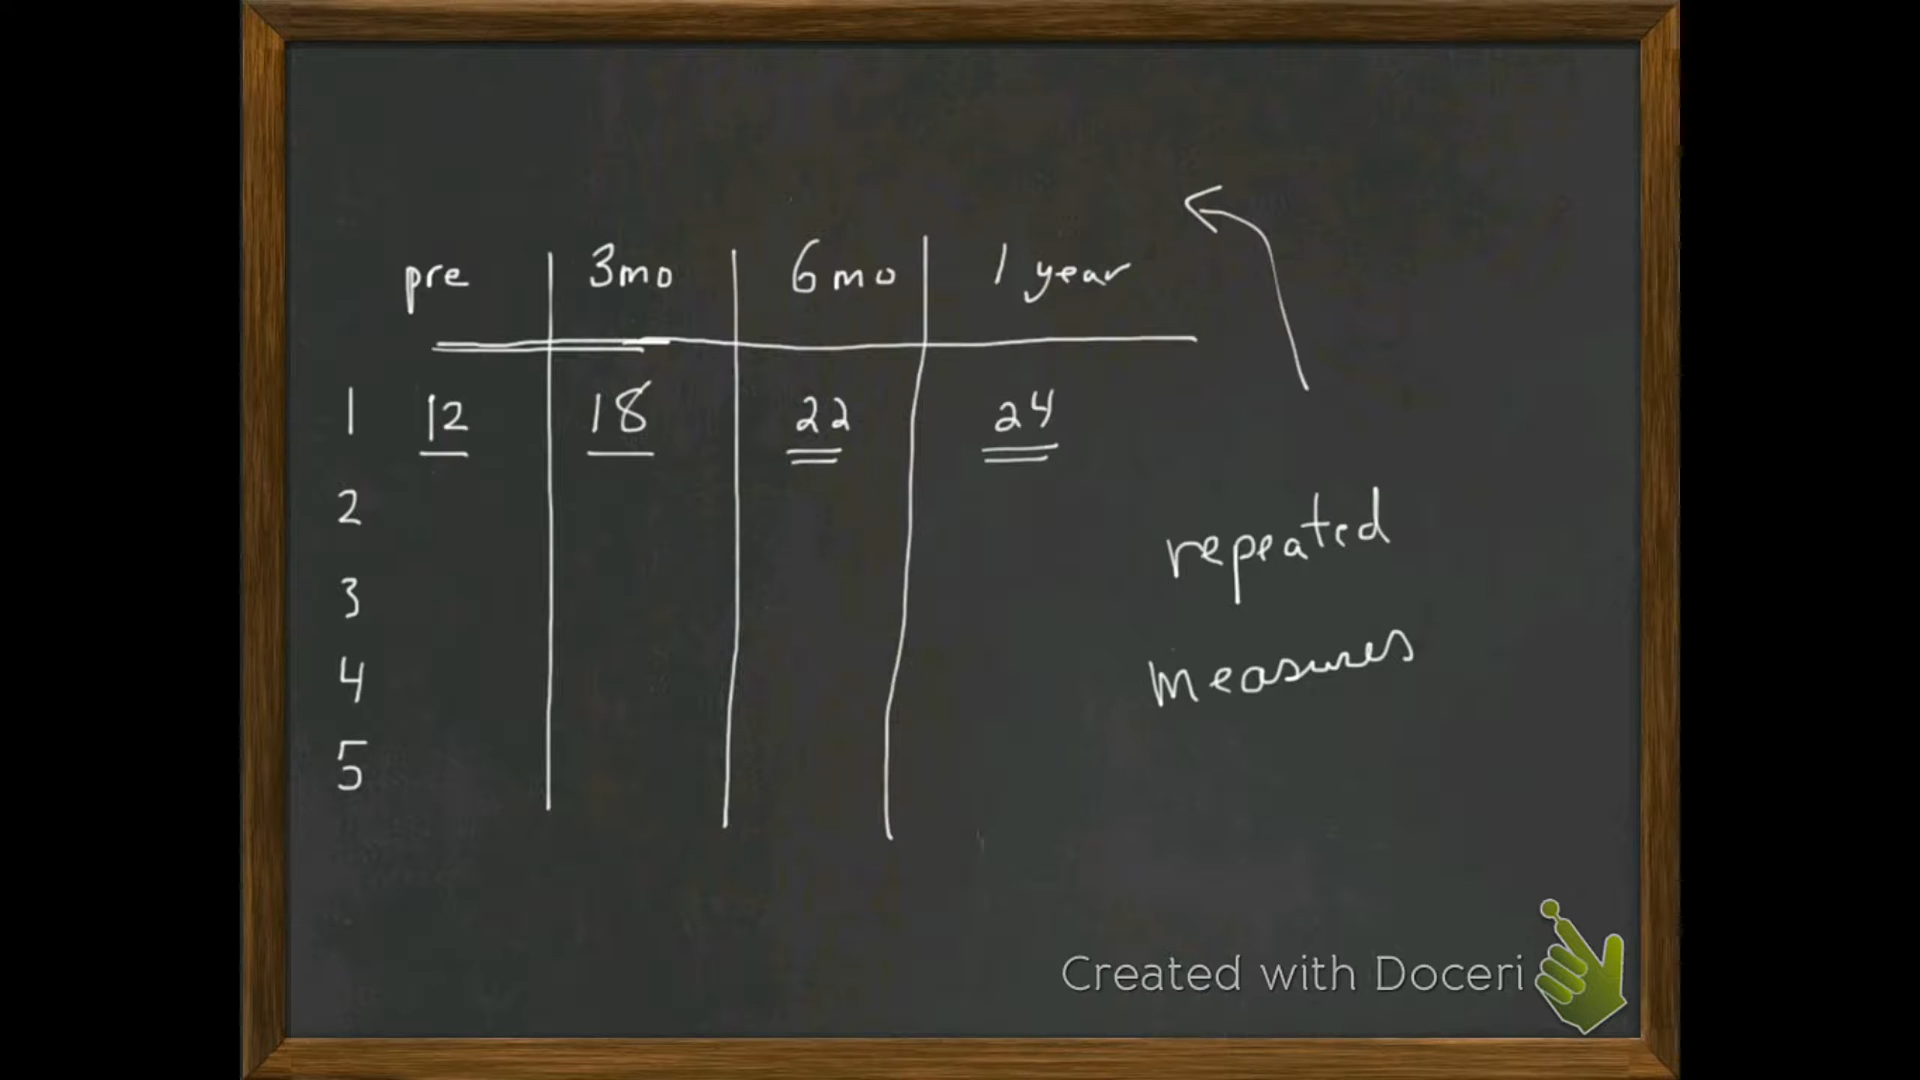 pre 3mo 6mo 1 year
1 12 18 22 24
2
3
4
5
repeated
measures
Created with Doceri